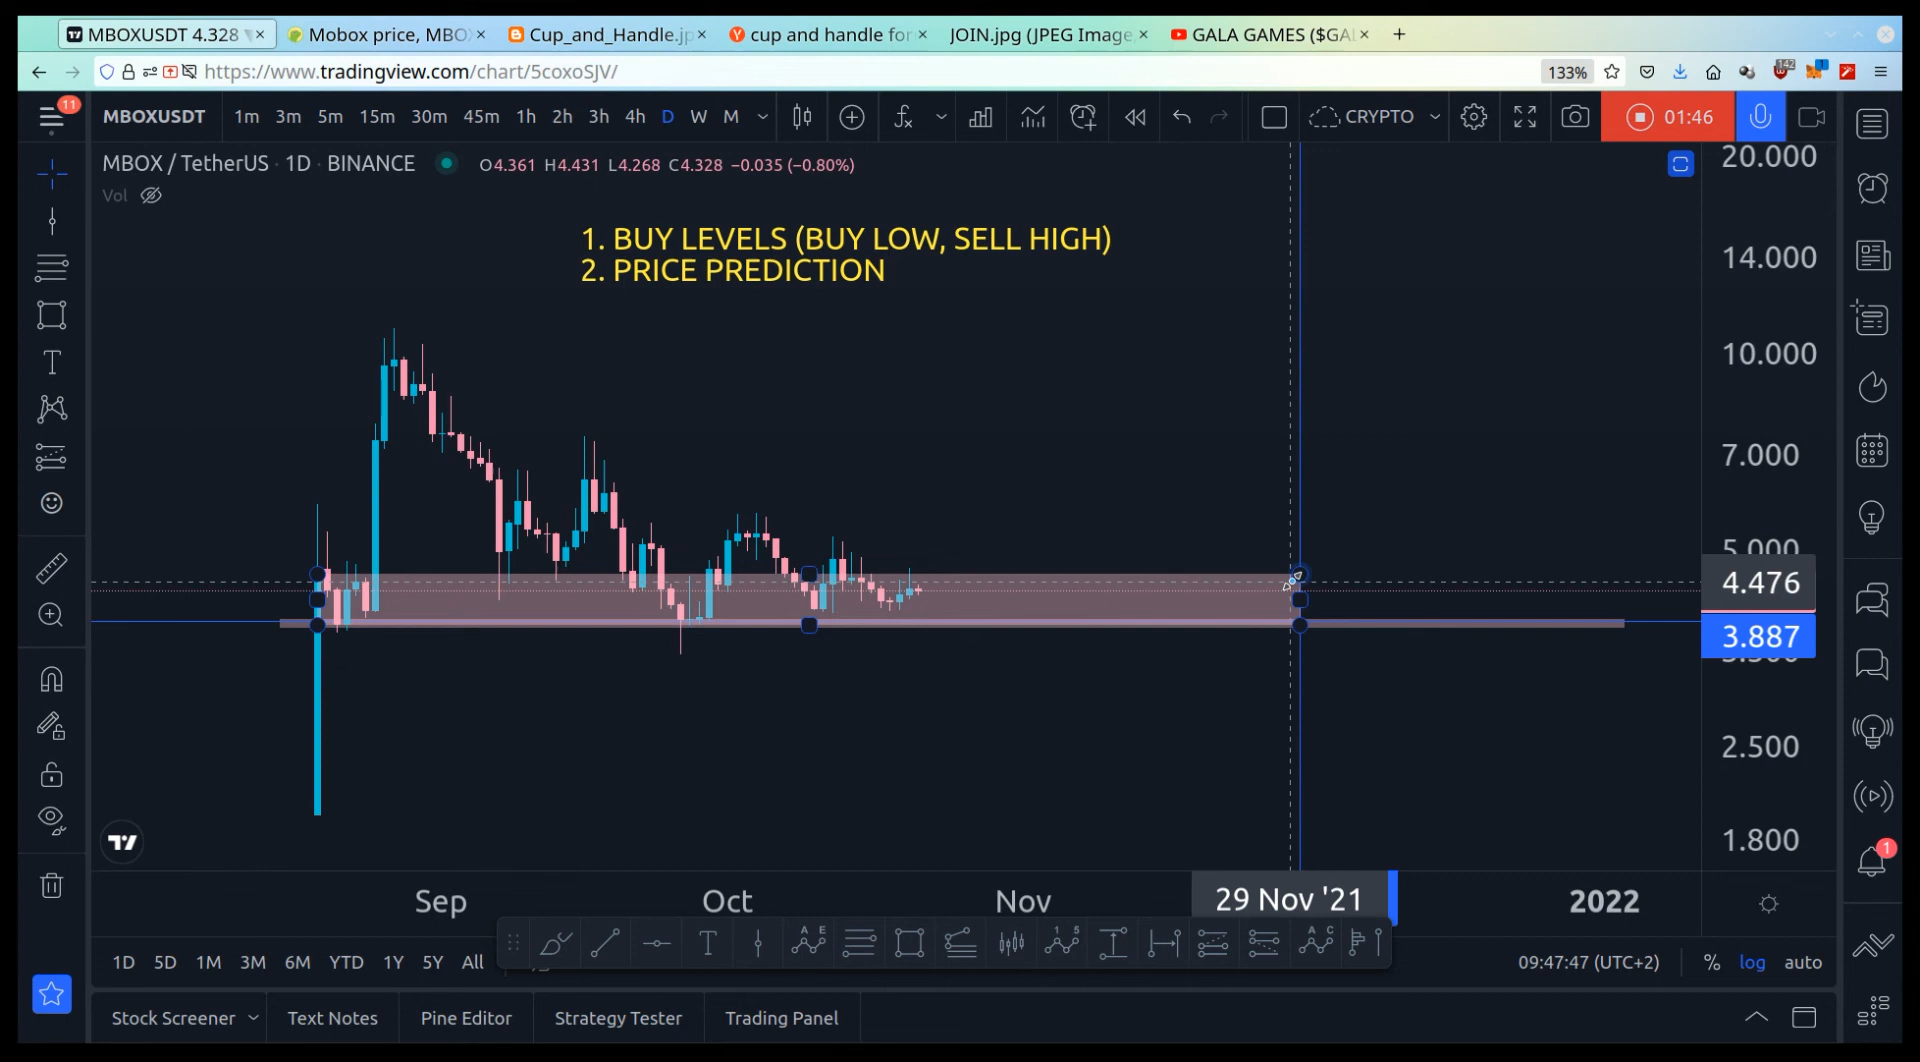 MBOXUSDT 4.328
Mobox price, MBO
Cup_and_Handle.jp
cup and handle for
JOIN.jpg (JPEG Image,
GALA GAMES ($GAL
https://www.tradingview.com/chart/5coxoSJV/
133%
142
11
MBOXUSDT 1m 3m 5m 15m 30m 45m 1h 2h 3h 4h D W M
CRYPTO
01:46
MBOX / TetherUS · 1D · BINANCE
O4.361 H4.431 L4.268 C4.328 −0.035 (−0.80%)
Vol
1. BUY LEVELS (BUY LOW, SELL HIGH)
2. PRICE PREDICTION
20.000
14.000
10.000
7.000
5.000
4.476
3.887
2.500
1.800
1
Sep Oct Nov 29 Nov '21 2022
1D 5D 1M 3M 6M YTD 1Y 5Y All
09:47:47 (UTC+2) % log auto
Stock Screener Text Notes Pine Editor Strategy Tester Trading Panel